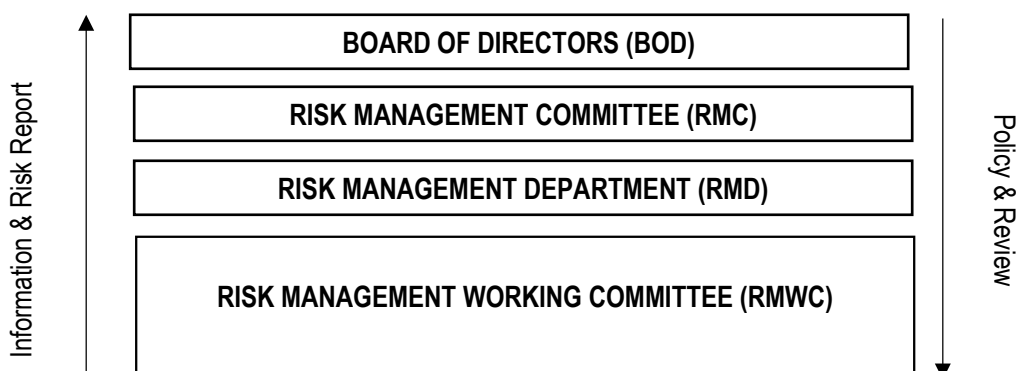 BOARD OF DIRECTORS (BOD)
RISK MANAGEMENT COMMITTEE (RMC)
RISK MANAGEMENT DEPARTMENT (RMD)
RISK MANAGEMENT WORKING COMMITTEE (RMWC)
Information & Risk Report
Policy & Review